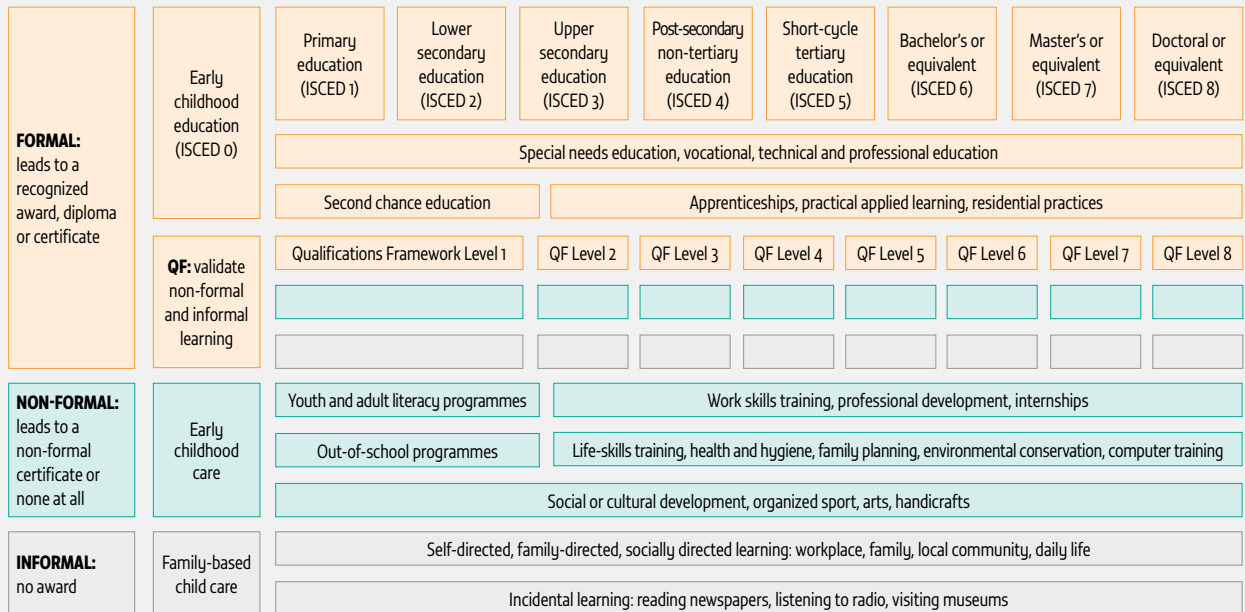 FORMAL:
leads to a
recognized
award, diploma
or certificate
Early
childhood
education
(ISCED 0)
Primary
education
(ISCED 1)
Lower
secondary
education
(ISCED 2)
Upper
secondary
education
(ISCED 3)
Post-secondary
non-tertiary
education
(ISCED 4)
Short-cycle
tertiary
education
(ISCED 5)
Bachelor's or
equivalent
(ISCED 6)
Master's or
equivalent
(ISCED 7)
Doctoral or
equivalent
(ISCED 8)
Special needs education, vocational, technical and professional education
Second chance education
Apprenticeships, practical applied learning, residential practices
QF: validate
non-formal
and informal
learning
Qualifications Framework Level 1
QF Level 2
QF Level 3
QF Level 4
QF Level 5
QF Level 6
QF Level 7
QF Level 8
NON-FORMAL:
leads to a
non-formal
certificate or
none at all
Early
childhood
care
Youth and adult literacy programmes
Work skills training, professional development, internships
Out-of-school programmes
Life-skills training, health and hygiene, family planning, environmental conservation, computer training
Social or cultural development, organized sport, arts, handicrafts
INFORMAL:
no award
Family-based
child care
Self-directed, family-directed, socially directed learning: workplace, family, local community, daily life
Incidental learning: reading newspapers, listening to radio, visiting museums